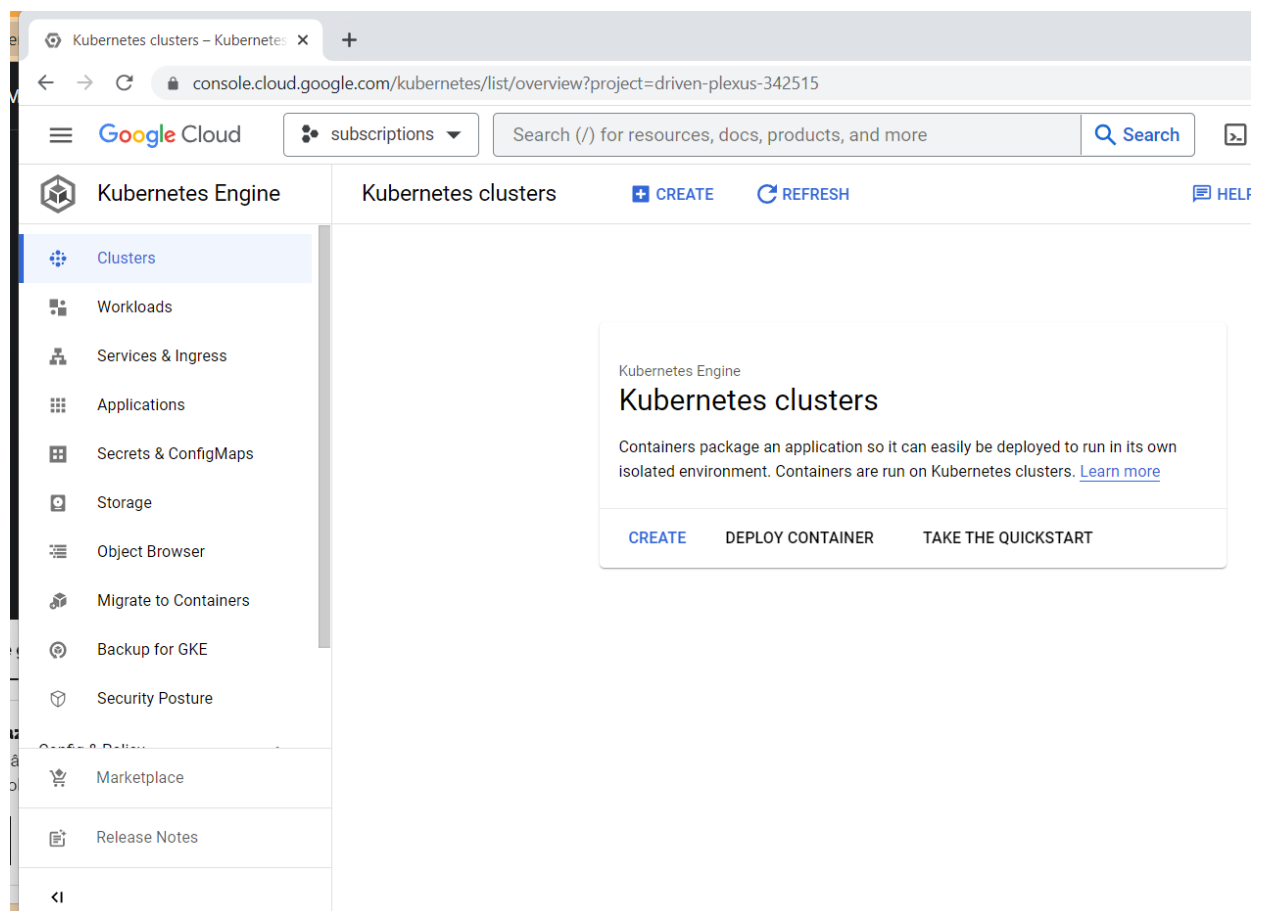 Kubernetes clusters – Kubernetes
console.cloud.google.com/kubernetes/list/overview?project=driven-plexus-342515
Google Cloud
subscriptions
Search (/) for resources, docs, products, and more
Search
Kubernetes Engine
Kubernetes clusters
CREATE
REFRESH
HELP
Clusters
Workloads
Services & Ingress
Applications
Secrets & ConfigMaps
Storage
Object Browser
Migrate to Containers
Backup for GKE
Security Posture
Config & Policy
Marketplace
Release Notes
Kubernetes Engine
Kubernetes clusters
Containers package an application so it can easily be deployed to run in its own
isolated environment. Containers are run on Kubernetes clusters. Learn more
CREATE
DEPLOY CONTAINER
TAKE THE QUICKSTART